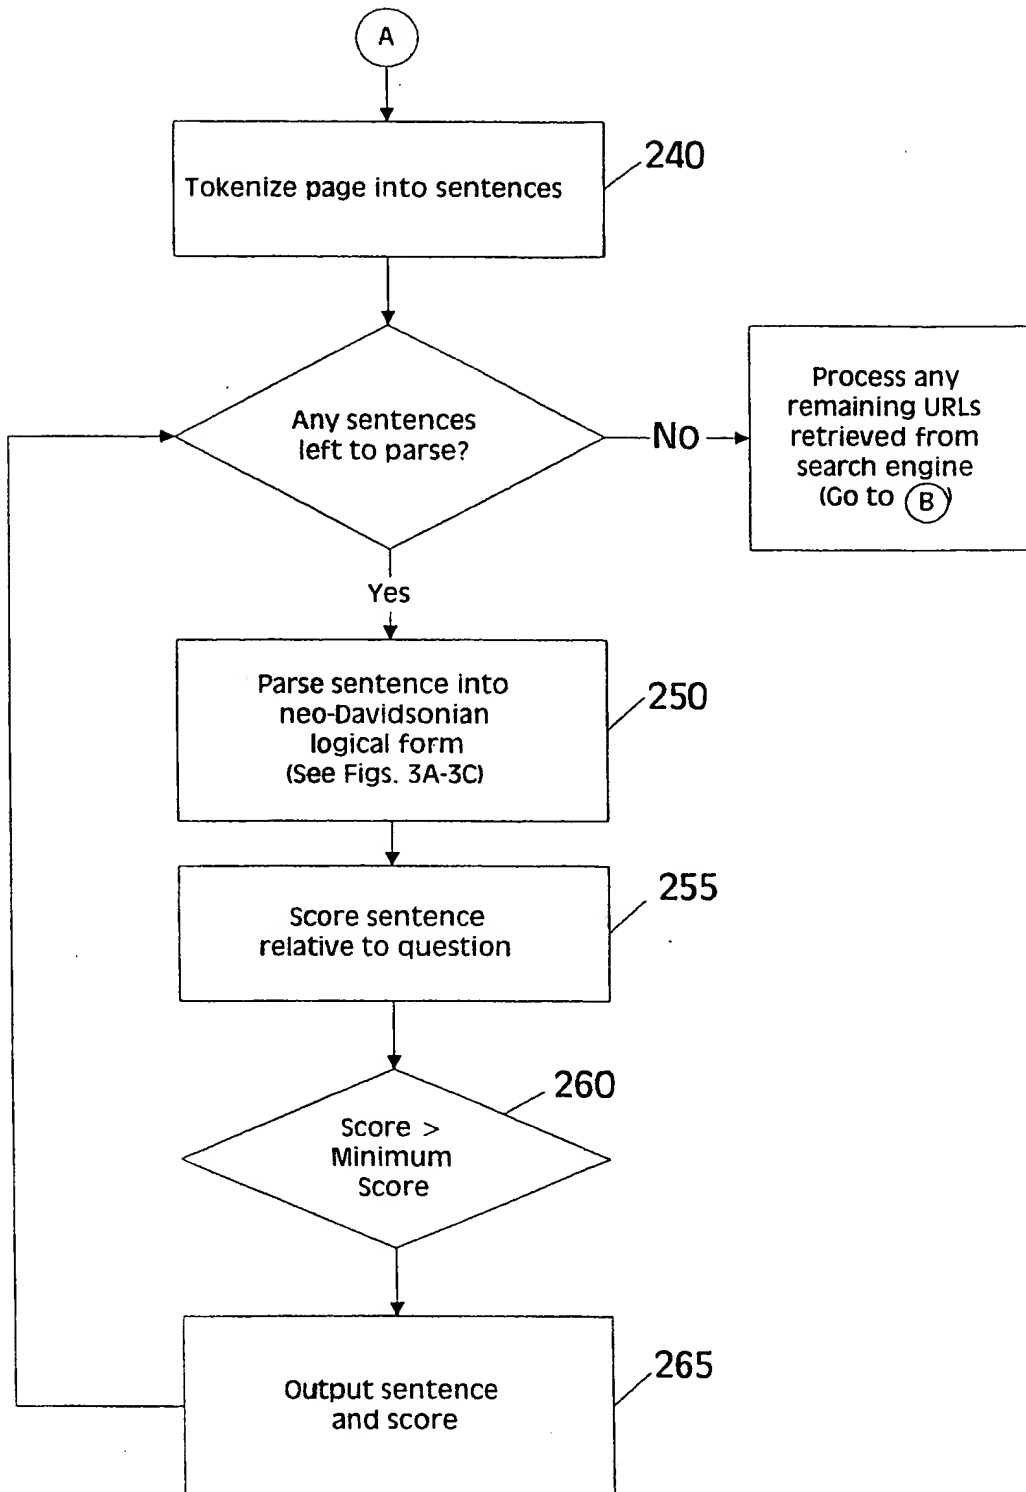 A
240
Tokenize page into sentences
Any sentences
left to parse?
No
Process any
remaining URLs
retrieved from
search engine
(Go to B)
Yes
Parse sentence into
neo-Davidsonian
logical form
(See Figs. 3A-3C)
250
Score sentence
relative to question
255
260
Score >
Minimum
Score
Output sentence
and score
265